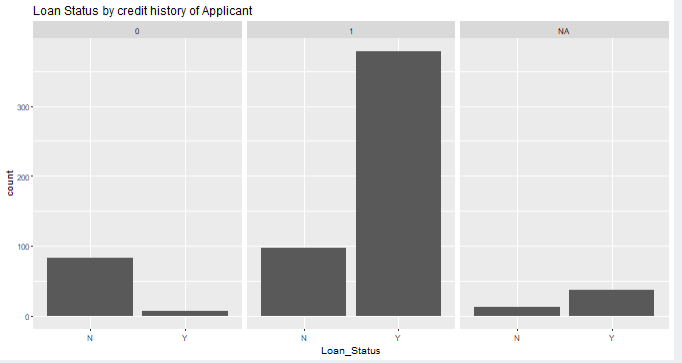 Loan Status by credit history of Applicant
0 1 NA
count
300
200
100
0
N Y N Y N Y
Loan_Status